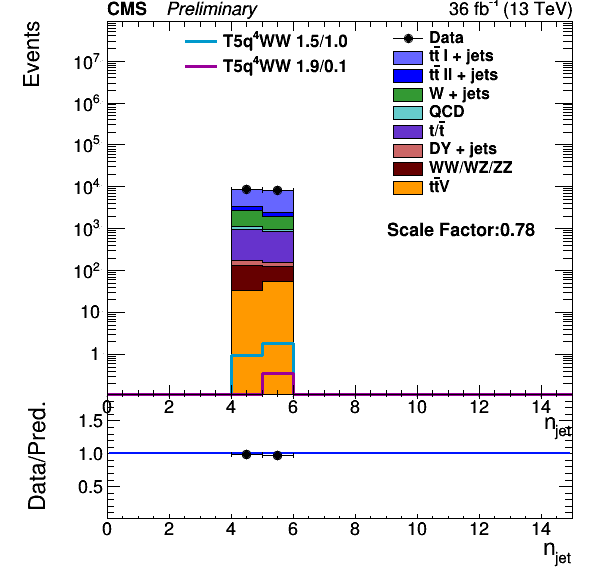 CMS Preliminary 36 fb⁻¹ (13 TeV)
Events
T5q⁴WW 1.5/1.0
T5q⁴WW 1.9/0.1
Data
tt̄ l + jets
tt̄ ll + jets
W + jets
QCD
t/t̄
DY + jets
WW/WZ/ZZ
tt̄V
Scale Factor:0.78
10⁷
10⁶
10⁵
10⁴
10³
10²
10
1
0 2 4 6 8 10 12 14
n_jet
Data/Pred.
1.5
1.0
0.5
0 2 4 6 8 10 12 14
n_jet